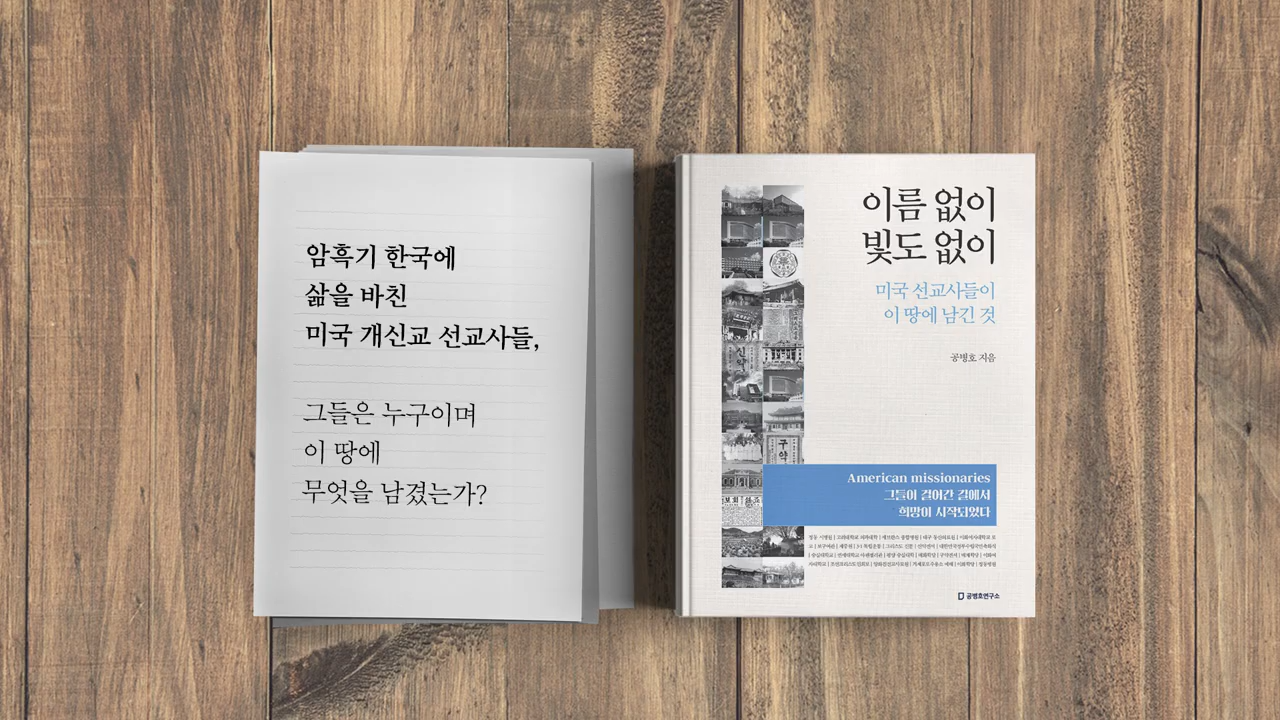 암흑기 한국에
삶을 바친
미국 개신교 선교사들,
그들은 누구이며
이 땅에
무엇을 남겼는가?
이름 없이
빛도 없이
미국 선교사들이
이 땅에 남긴 것
공병호 지음
신약
구약
American missionaries
그들이 걸어간 길에서
희망이 시작되었다
공병호연구소